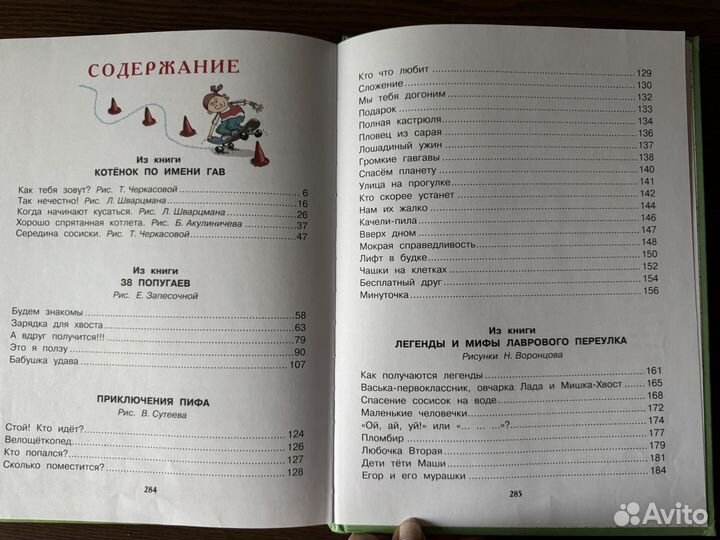 СОДЕРЖАНИЕ
Из книги
КОТЁНОК ПО ИМЕНИ ГАВ
Как тебя зовут? Рис. Т. Черкасовой 6
Так нечестно! Рис. Л. Шварцмана 16
Когда начинают кусаться. Рис. Л. Шварцмана 26
Хорошо спрятанная котлета. Рис. Б. Акулиничева 37
Середина сосиски. Рис. Т. Черкасовой 47
Из книги
38 ПОПУГАЕВ
Рис. Е. Запесочной
Будем знакомы 58
Зарядка для хвоста 63
А вдруг получится!!! 79
Это я ползу 90
Бабушка удава 107
ПРИКЛЮЧЕНИЯ ПИФА
Рис. В. Сутеева
Стой! Кто идёт? 124
Велощёткопед 126
Кто попался? 127
Сколько поместится? 128
284
Кто что любит 129
Сложение 130
Мы тебя догоним 132
Подарок 133
Полная кастрюля 134
Пловец из сарая 136
Лошадиный ужин 137
Громкие гавгавы 138
Спасём планету 140
Улица на прогулке 141
Кто скорее устанет 142
Нам их жалко 144
Качели-пила 145
Вверх дном 147
Мокрая справедливость 148
Лифт в будке 150
Чашки на клетках 152
Бесплатный друг 154
Минуточка 156
Из книги
ЛЕГЕНДЫ И МИФЫ ЛАВРОВОГО ПЕРЕУЛКА
Рисунки Н. Воронцова
Как получаются легенды 161
Васька-первоклассник, овчарка Лада и Мишка-Хвост 165
Спасение сосисок на воде 168
Маленькие человечки 172
«Ой, ай, уй!» или «... ... ...»? 174
Пломбир 177
Любочка Вторая 179
Дети тёти Маши 181
Егор и его мурашки 184
285
Avito